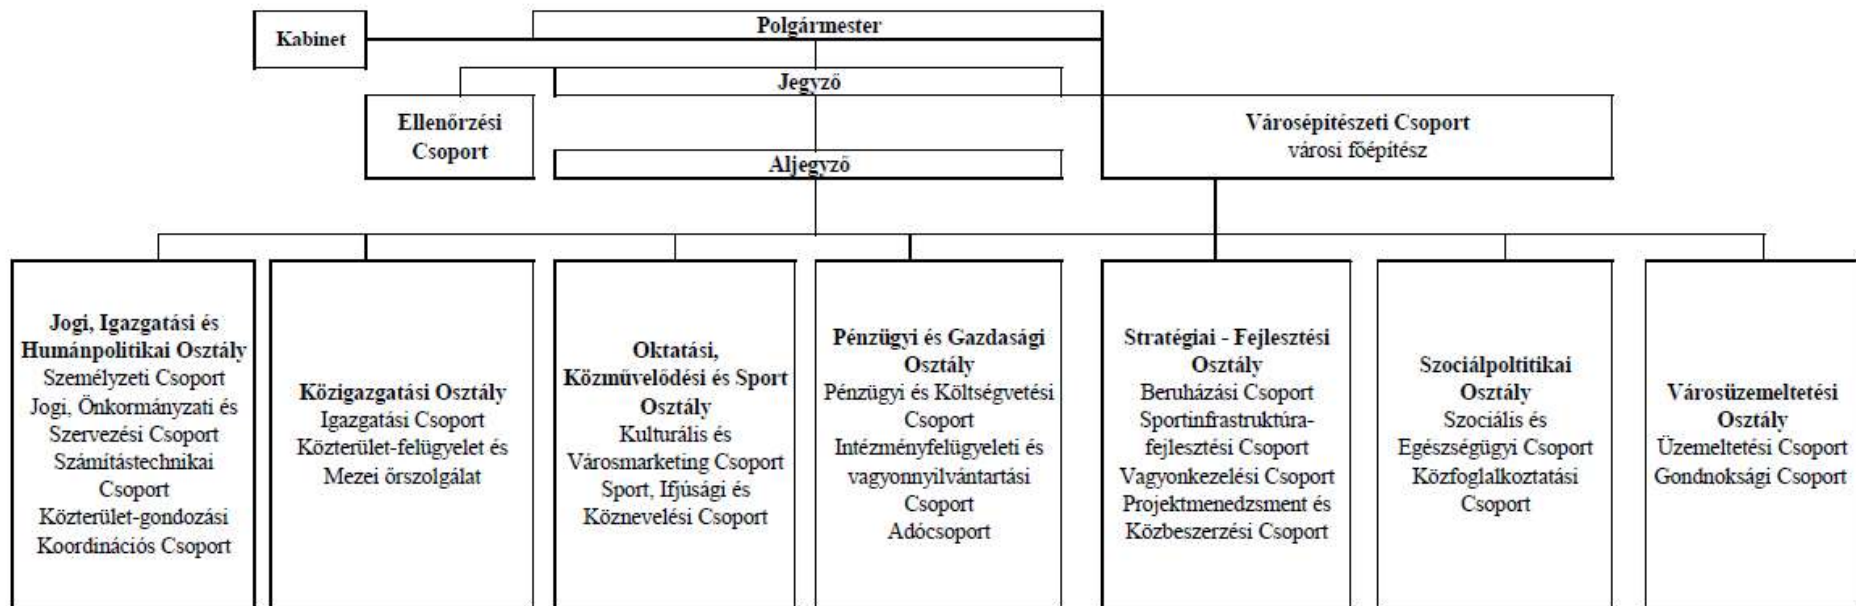 Kabinet
Polgármester
Jegyző
Ellenőrzési
Csoport
Városépítészeti Csoport
városi főépítész
Aljegyző
Jogi, Igazgatási és
Humánpolitikai Osztály
Személyzeti Csoport
Jogi, Önkormányzati és
Szervezési Csoport
Számítástechnikai
Csoport
Közterület-gondozási
Koordinációs Csoport
Közigazgatási Osztály
Igazgatási Csoport
Közterület-felügyelet és
Mezei őrszolgálat
Oktatási,
Közművelődési és Sport
Osztály
Kulturális és
Városmarketing Csoport
Sport, Ifjúsági és
Köznevelési Csoport
Pénzügyi és Gazdasági
Osztály
Pénzügyi és Költségvetési
Csoport
Intézményfelügyeleti és
vagyonnyilvántartási
Csoport
Adócsoport
Stratégiai - Fejlesztési
Osztály
Beruházási Csoport
Sportinfrastruktúra-
fejlesztési Csoport
Vagyonkezelési Csoport
Projektmenedzsment és
Közbeszerzési Csoport
Szociálpoltitikai
Osztály
Szociális és
Egészségügyi Csoport
Közfoglalkoztatási
Csoport
Városüzemeltetési
Osztály
Üzemeltetési Csoport
Gondnoksági Csoport